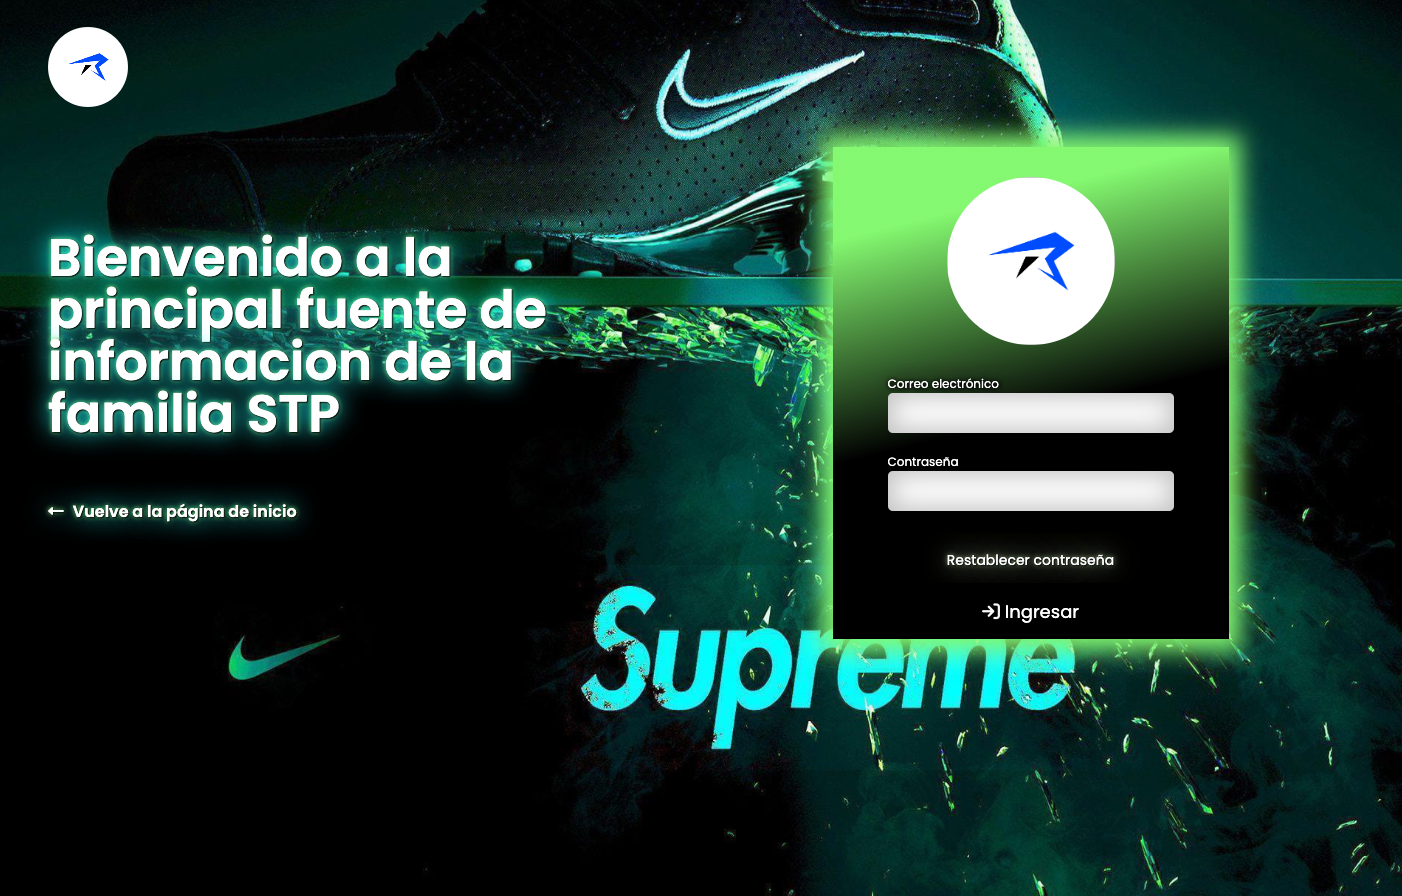 Bienvenido a la
principal fuente de
informacion de la
familia STP
Vuelve a la página de inicio
Correo electrónico
Contraseña
Restablecer contraseña
Ingresar
Supreme